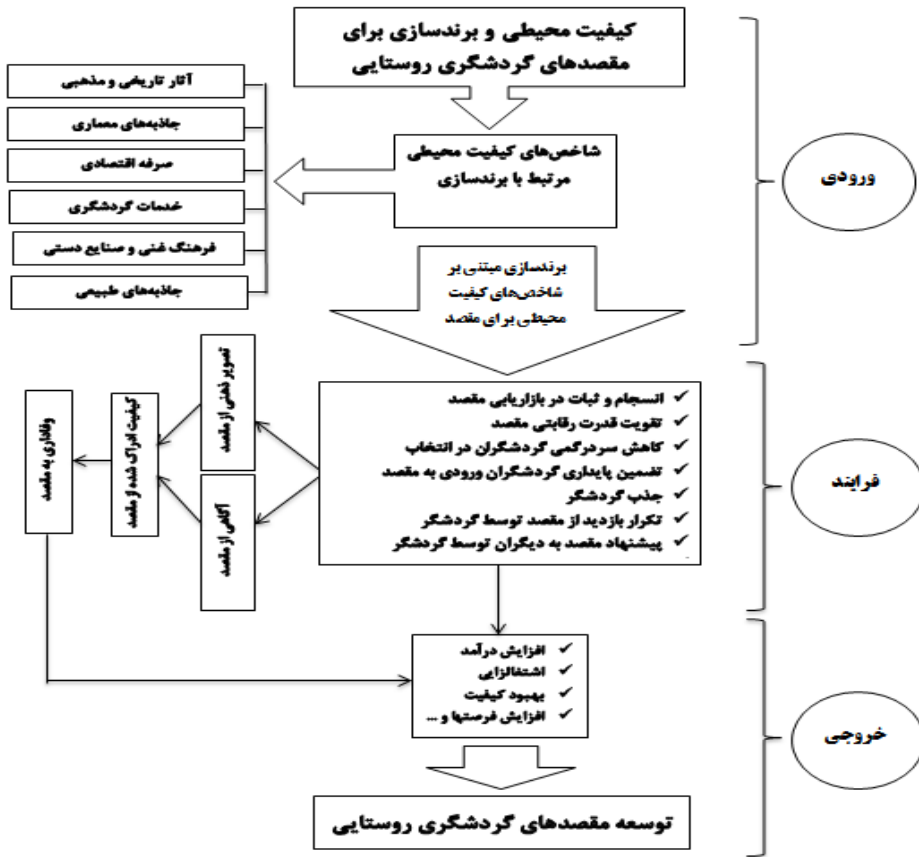 کیفیت محیطی و برندسازی برای
مقصدهای گردشگری روستایی
شاخص‌های کیفیت محیطی
مرتبط با برندسازی
آثار تاریخی و مذهبی
جاذبه‌های معماری
صرفه اقتصادی
خدمات گردشگری
فرهنگ غنی و صنایع دستی
جاذبه‌های طبیعی
برندسازی مبتنی بر
شاخص‌های کیفیت
محیطی برای مقصد
ورودی
✓ انسجام و ثبات در بازاریابی مقصد
✓ تقویت قدرت رقابتی مقصد
✓ کاهش سردرگمی گردشگران در انتخاب
✓ تضمین پایداری گردشگران ورودی به مقصد
✓ جذب گردشگر
✓ تکرار بازدید از مقصد توسط گردشگر
✓ پیشنهاد مقصد به دیگران توسط گردشگر
تصویر ذهنی از مقصد
آگاهی از مقصد
کیفیت ادراک شده از مقصد
وفاداری به مقصد
فرایند
✓ افزایش درآمد
✓ اشتغالزایی
✓ بهبود کیفیت
✓ افزایش فرصتها و ...
خروجی
توسعه مقصدهای گردشگری روستایی